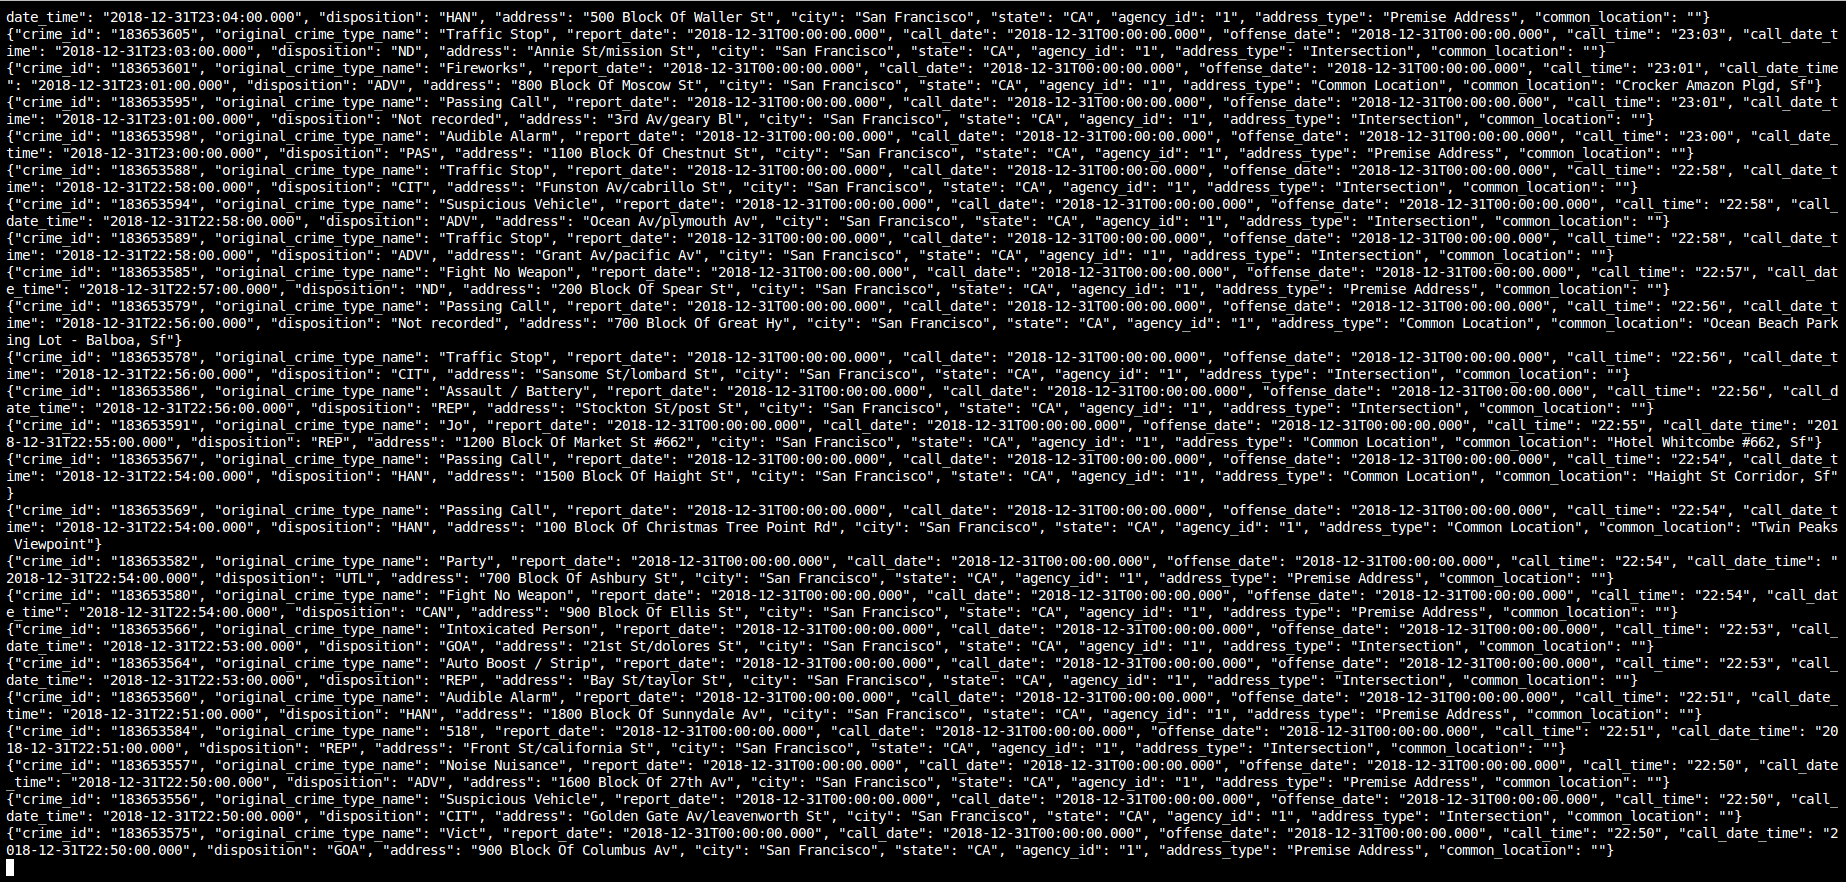 date_time": "2018-12-31T23:04:00.000", "disposition": "HAN", "address": "500 Block Of Waller St", "city": "San Francisco", "state": "CA", "agency_id": "1", "address_type": "Premise Address", "common_location": ""}
{"crime_id": "183653605", "original_crime_type_name": "Traffic Stop", "report_date": "2018-12-31T00:00:00.000", "call_date": "2018-12-31T00:00:00.000", "offense_date": "2018-12-31T00:00:00.000", "call_time": "23:03", "call_date_t
ime": "2018-12-31T23:03:00.000", "disposition": "ND", "address": "Annie St/mission St", "city": "San Francisco", "state": "CA", "agency_id": "1", "address_type": "Intersection", "common_location": ""}
{"crime_id": "183653601", "original_crime_type_name": "Fireworks", "report_date": "2018-12-31T00:00:00.000", "call_date": "2018-12-31T00:00:00.000", "offense_date": "2018-12-31T00:00:00.000", "call_time": "23:01", "call_date_time
": "2018-12-31T23:01:00.000", "disposition": "ADV", "address": "800 Block Of Moscow St", "city": "San Francisco", "state": "CA", "agency_id": "1", "address_type": "Common Location", "common_location": "Crocker Amazon Plgd, Sf"}
{"crime_id": "183653595", "original_crime_type_name": "Passing Call", "report_date": "2018-12-31T00:00:00.000", "call_date": "2018-12-31T00:00:00.000", "offense_date": "2018-12-31T00:00:00.000", "call_time": "23:01", "call_date_t
ime": "2018-12-31T23:01:00.000", "disposition": "Not recorded", "address": "3rd Av/geary Bl", "city": "San Francisco", "state": "CA", "agency_id": "1", "address_type": "Intersection", "common_location": ""}
{"crime_id": "183653598", "original_crime_type_name": "Audible Alarm", "report_date": "2018-12-31T00:00:00.000", "call_date": "2018-12-31T00:00:00.000", "offense_date": "2018-12-31T00:00:00.000", "call_time": "23:00", "call_date_
time": "2018-12-31T23:00:00.000", "disposition": "PAS", "address": "1100 Block Of Chestnut St", "city": "San Francisco", "state": "CA", "agency_id": "1", "address_type": "Premise Address", "common_location": ""}
{"crime_id": "183653588", "original_crime_type_name": "Traffic Stop", "report_date": "2018-12-31T00:00:00.000", "call_date": "2018-12-31T00:00:00.000", "offense_date": "2018-12-31T00:00:00.000", "call_time": "22:58", "call_date_t
ime": "2018-12-31T22:58:00.000", "disposition": "CIT", "address": "Funston Av/cabrillo St", "city": "San Francisco", "state": "CA", "agency_id": "1", "address_type": "Intersection", "common_location": ""}
{"crime_id": "183653594", "original_crime_type_name": "Suspicious Vehicle", "report_date": "2018-12-31T00:00:00.000", "call_date": "2018-12-31T00:00:00.000", "offense_date": "2018-12-31T00:00:00.000", "call_time": "22:58", "call_
date_time": "2018-12-31T22:58:00.000", "disposition": "ADV", "address": "Ocean Av/plymouth Av", "city": "San Francisco", "state": "CA", "agency_id": "1", "address_type": "Intersection", "common_location": ""}
{"crime_id": "183653589", "original_crime_type_name": "Traffic Stop", "report_date": "2018-12-31T00:00:00.000", "call_date": "2018-12-31T00:00:00.000", "offense_date": "2018-12-31T00:00:00.000", "call_time": "22:58", "call_date_t
ime": "2018-12-31T22:58:00.000", "disposition": "ADV", "address": "Grant Av/pacific Av", "city": "San Francisco", "state": "CA", "agency_id": "1", "address_type": "Intersection", "common_location": ""}
{"crime_id": "183653585", "original_crime_type_name": "Fight No Weapon", "report_date": "2018-12-31T00:00:00.000", "call_date": "2018-12-31T00:00:00.000", "offense_date": "2018-12-31T00:00:00.000", "call_time": "22:57", "call_dat
e_time": "2018-12-31T22:57:00.000", "disposition": "ND", "address": "200 Block Of Spear St", "city": "San Francisco", "state": "CA", "agency_id": "1", "address_type": "Premise Address", "common_location": ""}
{"crime_id": "183653579", "original_crime_type_name": "Passing Call", "report_date": "2018-12-31T00:00:00.000", "call_date": "2018-12-31T00:00:00.000", "offense_date": "2018-12-31T00:00:00.000", "call_time": "22:56", "call_date_t
ime": "2018-12-31T22:56:00.000", "disposition": "Not recorded", "address": "700 Block Of Great Hy", "city": "San Francisco", "state": "CA", "agency_id": "1", "address_type": "Common Location", "common_location": "Ocean Beach Park
ing Lot - Balboa, Sf"}
{"crime_id": "183653578", "original_crime_type_name": "Traffic Stop", "report_date": "2018-12-31T00:00:00.000", "call_date": "2018-12-31T00:00:00.000", "offense_date": "2018-12-31T00:00:00.000", "call_time": "22:56", "call_date_t
ime": "2018-12-31T22:56:00.000", "disposition": "CIT", "address": "Sansome St/lombard St", "city": "San Francisco", "state": "CA", "agency_id": "1", "address_type": "Intersection", "common_location": ""}
{"crime_id": "183653586", "original_crime_type_name": "Assault / Battery", "report_date": "2018-12-31T00:00:00.000", "call_date": "2018-12-31T00:00:00.000", "offense_date": "2018-12-31T00:00:00.000", "call_time": "22:56", "call_d
ate_time": "2018-12-31T22:56:00.000", "disposition": "REP", "address": "Stockton St/post St", "city": "San Francisco", "state": "CA", "agency_id": "1", "address_type": "Intersection", "common_location": ""}
{"crime_id": "183653591", "original_crime_type_name": "Jo", "report_date": "2018-12-31T00:00:00.000", "call_date": "2018-12-31T00:00:00.000", "offense_date": "2018-12-31T00:00:00.000", "call_time": "22:55", "call_date_time": "201
8-12-31T22:55:00.000", "disposition": "REP", "address": "1200 Block Of Market St #662", "city": "San Francisco", "state": "CA", "agency_id": "1", "address_type": "Common Location", "common_location": "Hotel Whitcombe #662, Sf"}
{"crime_id": "183653567", "original_crime_type_name": "Passing Call", "report_date": "2018-12-31T00:00:00.000", "call_date": "2018-12-31T00:00:00.000", "offense_date": "2018-12-31T00:00:00.000", "call_time": "22:54", "call_date_t
ime": "2018-12-31T22:54:00.000", "disposition": "HAN", "address": "1500 Block Of Haight St", "city": "San Francisco", "state": "CA", "agency_id": "1", "address_type": "Common Location", "common_location": "Haight St Corridor, Sf"
}
{"crime_id": "183653569", "original_crime_type_name": "Passing Call", "report_date": "2018-12-31T00:00:00.000", "call_date": "2018-12-31T00:00:00.000", "offense_date": "2018-12-31T00:00:00.000", "call_time": "22:54", "call_date_t
ime": "2018-12-31T22:54:00.000", "disposition": "HAN", "address": "100 Block Of Christmas Tree Point Rd", "city": "San Francisco", "state": "CA", "agency_id": "1", "address_type": "Common Location", "common_location": "Twin Peaks
 Viewpoint"}
{"crime_id": "183653582", "original_crime_type_name": "Party", "report_date": "2018-12-31T00:00:00.000", "call_date": "2018-12-31T00:00:00.000", "offense_date": "2018-12-31T00:00:00.000", "call_time": "22:54", "call_date_time": "
2018-12-31T22:54:00.000", "disposition": "UTL", "address": "700 Block Of Ashbury St", "city": "San Francisco", "state": "CA", "agency_id": "1", "address_type": "Premise Address", "common_location": ""}
{"crime_id": "183653580", "original_crime_type_name": "Fight No Weapon", "report_date": "2018-12-31T00:00:00.000", "call_date": "2018-12-31T00:00:00.000", "offense_date": "2018-12-31T00:00:00.000", "call_time": "22:54", "call_dat
e_time": "2018-12-31T22:54:00.000", "disposition": "CAN", "address": "900 Block Of Ellis St", "city": "San Francisco", "state": "CA", "agency_id": "1", "address_type": "Premise Address", "common_location": ""}
{"crime_id": "183653566", "original_crime_type_name": "Intoxicated Person", "report_date": "2018-12-31T00:00:00.000", "call_date": "2018-12-31T00:00:00.000", "offense_date": "2018-12-31T00:00:00.000", "call_time": "22:53", "call_
date_time": "2018-12-31T22:53:00.000", "disposition": "GOA", "address": "21st St/dolores St", "city": "San Francisco", "state": "CA", "agency_id": "1", "address_type": "Intersection", "common_location": ""}
{"crime_id": "183653564", "original_crime_type_name": "Auto Boost / Strip", "report_date": "2018-12-31T00:00:00.000", "call_date": "2018-12-31T00:00:00.000", "offense_date": "2018-12-31T00:00:00.000", "call_time": "22:53", "call_
date_time": "2018-12-31T22:53:00.000", "disposition": "REP", "address": "Bay St/taylor St", "city": "San Francisco", "state": "CA", "agency_id": "1", "address_type": "Intersection", "common_location": ""}
{"crime_id": "183653560", "original_crime_type_name": "Audible Alarm", "report_date": "2018-12-31T00:00:00.000", "call_date": "2018-12-31T00:00:00.000", "offense_date": "2018-12-31T00:00:00.000", "call_time": "22:51", "call_date_
time": "2018-12-31T22:51:00.000", "disposition": "HAN", "address": "1800 Block Of Sunnydale Av", "city": "San Francisco", "state": "CA", "agency_id": "1", "address_type": "Premise Address", "common_location": ""}
{"crime_id": "183653584", "original_crime_type_name": "518", "report_date": "2018-12-31T00:00:00.000", "call_date": "2018-12-31T00:00:00.000", "offense_date": "2018-12-31T00:00:00.000", "call_time": "22:51", "call_date_time": "20
18-12-31T22:51:00.000", "disposition": "REP", "address": "Front St/california St", "city": "San Francisco", "state": "CA", "agency_id": "1", "address_type": "Intersection", "common_location": ""}
{"crime_id": "183653557", "original_crime_type_name": "Noise Nuisance", "report_date": "2018-12-31T00:00:00.000", "call_date": "2018-12-31T00:00:00.000", "offense_date": "2018-12-31T00:00:00.000", "call_time": "22:50", "call_date
_time": "2018-12-31T22:50:00.000", "disposition": "ADV", "address": "1600 Block Of 27th Av", "city": "San Francisco", "state": "CA", "agency_id": "1", "address_type": "Premise Address", "common_location": ""}
{"crime_id": "183653556", "original_crime_type_name": "Suspicious Vehicle", "report_date": "2018-12-31T00:00:00.000", "call_date": "2018-12-31T00:00:00.000", "offense_date": "2018-12-31T00:00:00.000", "call_time": "22:50", "call_
date_time": "2018-12-31T22:50:00.000", "disposition": "CIT", "address": "Golden Gate Av/leavenworth St", "city": "San Francisco", "state": "CA", "agency_id": "1", "address_type": "Intersection", "common_location": ""}
{"crime_id": "183653575", "original_crime_type_name": "Vict", "report_date": "2018-12-31T00:00:00.000", "call_date": "2018-12-31T00:00:00.000", "offense_date": "2018-12-31T00:00:00.000", "call_time": "22:50", "call_date_time": "2
018-12-31T22:50:00.000", "disposition": "GOA", "address": "900 Block Of Columbus Av", "city": "San Francisco", "state": "CA", "agency_id": "1", "address_type": "Premise Address", "common_location": ""}